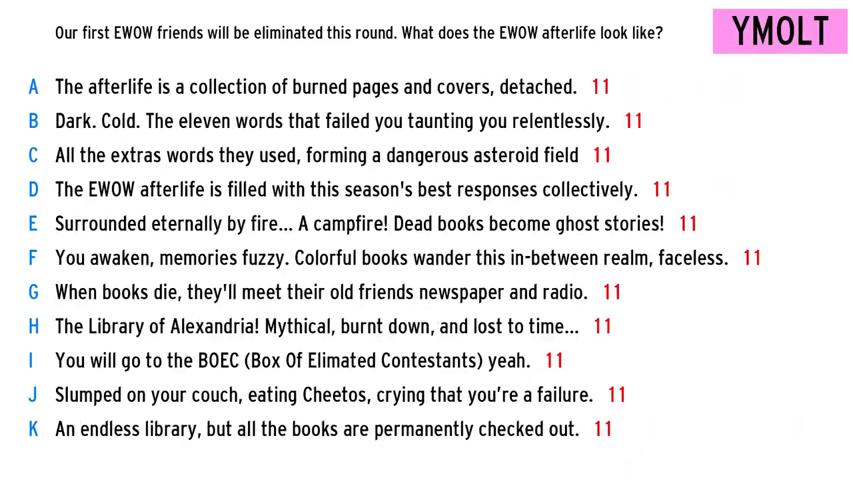 Our first EWOW friends will be eliminated this round. What does the EWOW afterlife look like?
YMOLT
A The afterlife is a collection of burned pages and covers, detached. 11
B Dark. Cold. The eleven words that failed you taunting you relentlessly. 11
C All the extras words they used, forming a dangerous asteroid field 11
D The EWOW afterlife is filled with this season's best responses collectively. 11
E Surrounded eternally by fire... A campfire! Dead books become ghost stories! 11
F You awaken, memories fuzzy. Colorful books wander this in-between realm, faceless. 11
G When books die, they'll meet their old friends newspaper and radio. 11
H The Library of Alexandria! Mythical, burnt down, and lost to time... 11
I You will go to the BOEC (Box Of Elimated Contestants) yeah. 11
J Slumped on your couch, eating Cheetos, crying that you’re a failure. 11
K An endless library, but all the books are permanently checked out. 11